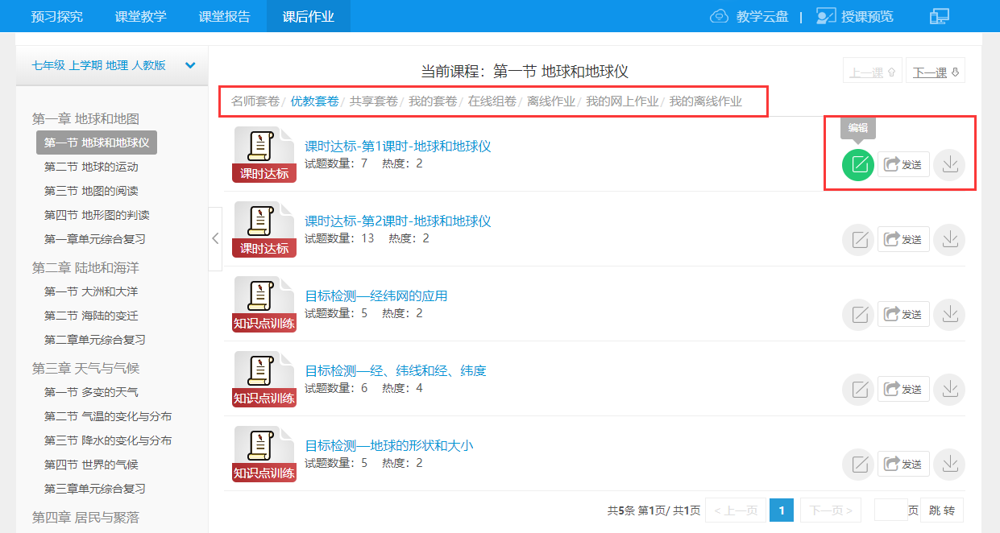 预习探究 课堂教学 课堂报告 课后作业 教学云盘 | 授课预览
七年级 上学期 地理 人教版
当前课程：第一节 地球和地球仪
上一课 下一课
名师套卷/ 优教套卷/ 共享套卷/ 我的套卷/ 在线组卷/ 离线作业/ 我的网上作业/ 我的离线作业
第一章 地球和地图
第一节 地球和地球仪
第二节 地球的运动
第三节 地图的阅读
第四节 地形图的判读
第一章单元综合复习
第二章 陆地和海洋
第一节 大洲和大洋
第二节 海陆的变迁
第二章单元综合复习
第三章 天气与气候
第一节 多变的天气
第二节 气温的变化与分布
第三节 降水的变化与分布
第四节 世界的气候
第三章单元综合复习
第四章 居民与聚落
课时达标-第1课时-地球和地球仪
试题数量：7 热度：2
课时达标
编辑
发送
课时达标-第2课时-地球和地球仪
试题数量：13 热度：2
课时达标
发送
目标检测—经纬网的应用
试题数量：5 热度：2
知识点训练
发送
目标检测—经、纬线和经、纬度
试题数量：6 热度：4
知识点训练
发送
目标检测—地球的形状和大小
试题数量：5 热度：2
知识点训练
发送
共5条 第1页/ 共1页 < 上一页 1 下一页 > 页 跳 转